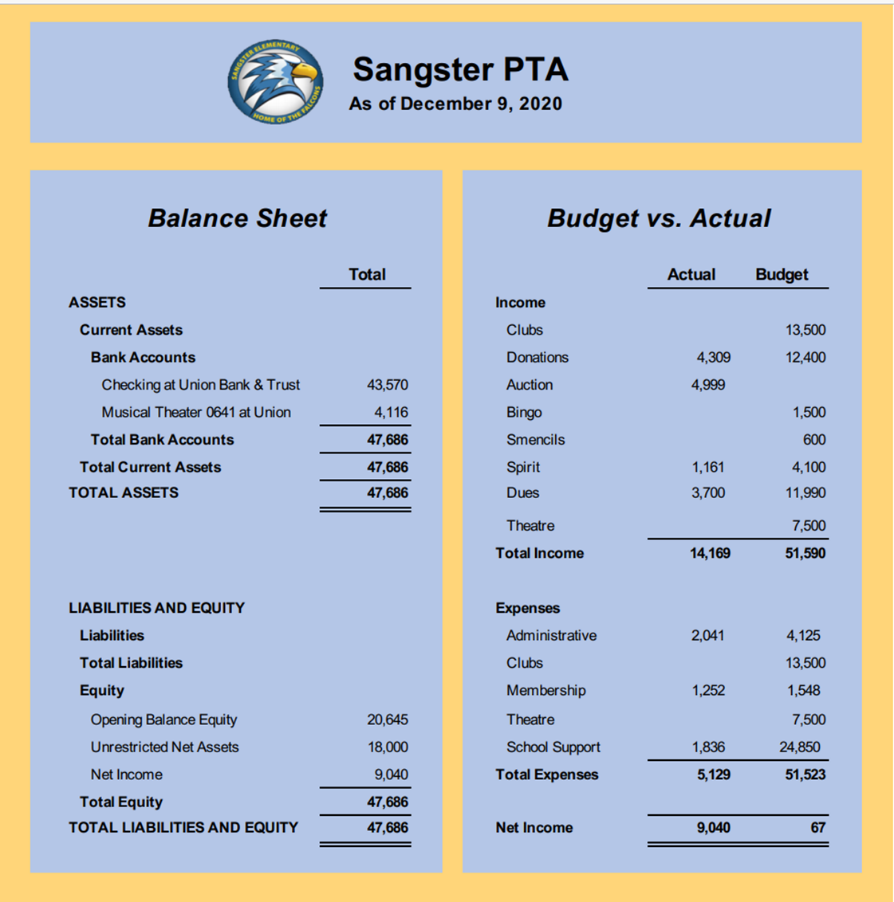 SANGSTER ELEMENTARY
HOME OF THE FALCONS
Sangster PTA
As of December 9, 2020
Balance Sheet
Total
ASSETS
Current Assets
Bank Accounts
Checking at Union Bank & Trust 43,570
Musical Theater 0641 at Union 4,116
Total Bank Accounts 47,686
Total Current Assets 47,686
TOTAL ASSETS 47,686
LIABILITIES AND EQUITY
Liabilities
Total Liabilities
Equity
Opening Balance Equity 20,645
Unrestricted Net Assets 18,000
Net Income 9,040
Total Equity 47,686
TOTAL LIABILITIES AND EQUITY 47,686
Budget vs. Actual
Actual Budget
Income
Clubs 13,500
Donations 4,309 12,400
Auction 4,999
Bingo 1,500
Smencils 600
Spirit 1,161 4,100
Dues 3,700 11,990
Theatre 7,500
Total Income 14,169 51,590
Expenses
Administrative 2,041 4,125
Clubs 13,500
Membership 1,252 1,548
Theatre 7,500
School Support 1,836 24,850
Total Expenses 5,129 51,523
Net Income 9,040 67